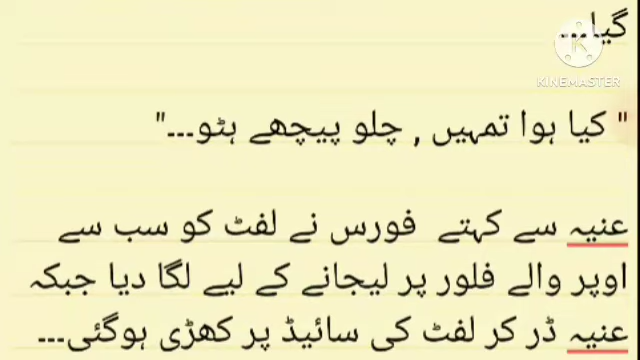 گیا۔۔۔
KINEMASTER
" کیا ہوا تمہیں , چلو پیچھے ہٹو۔۔۔"
عنیہ سے کہتے فورس نے لفٹ کو سب سے
اوپر والے فلور پر لیجانے کے لیے لگا دیا جبکہ
عنیہ ڈر کر لفٹ کی سائیڈ پر کھڑی ہوگئی۔۔۔